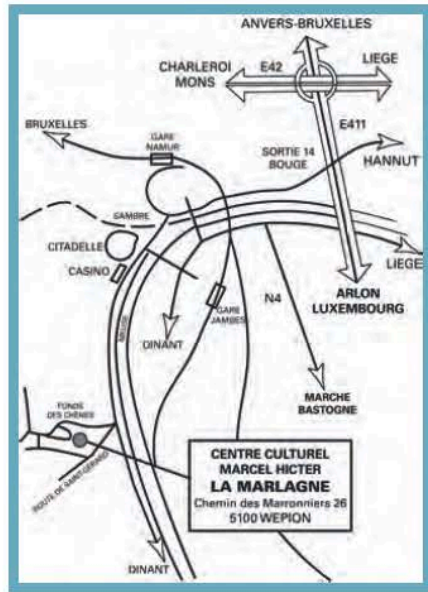 ANVERS-BRUXELLES
CHARLEROI
MONS
E42
LIEGE
E411
BRUXELLES
GARE
NAMUR
SORTIE 14
BOUGE
HANNUT
SAMBRE
CITADELLE
CASINO
LIEGE
ARLON
LUXEMBOURG
N4
GARE
JAMBES
MEUSE
DINANT
MARCHE
BASTOGNE
FONDS
DES CHÊNES
ROUTE DE SAINT-GERARD
CENTRE CULTUREL
MARCEL HICTER
LA MARLAGNE
Chemin des Marronniers 26
5100 WEPION
DINANT